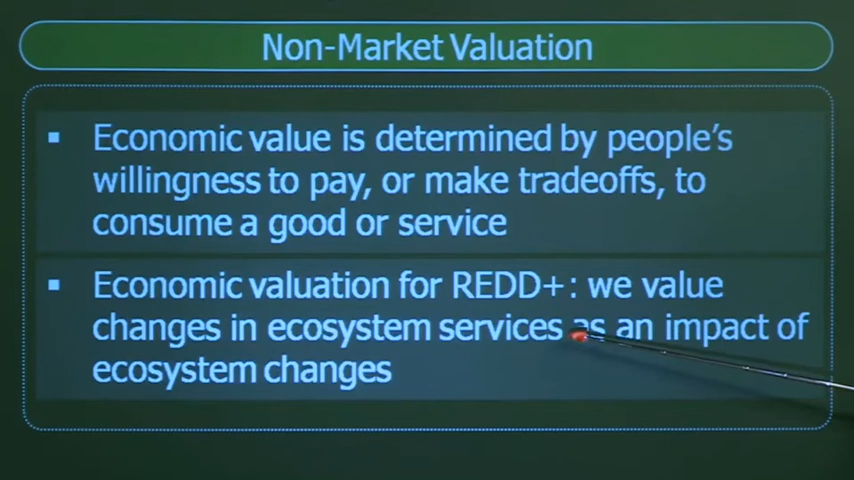 Non-Market Valuation
▪ Economic value is determined by people's
willingness to pay, or make tradeoffs, to
consume a good or service
▪ Economic valuation for REDD+: we value
changes in ecosystem services as an impact of
ecosystem changes